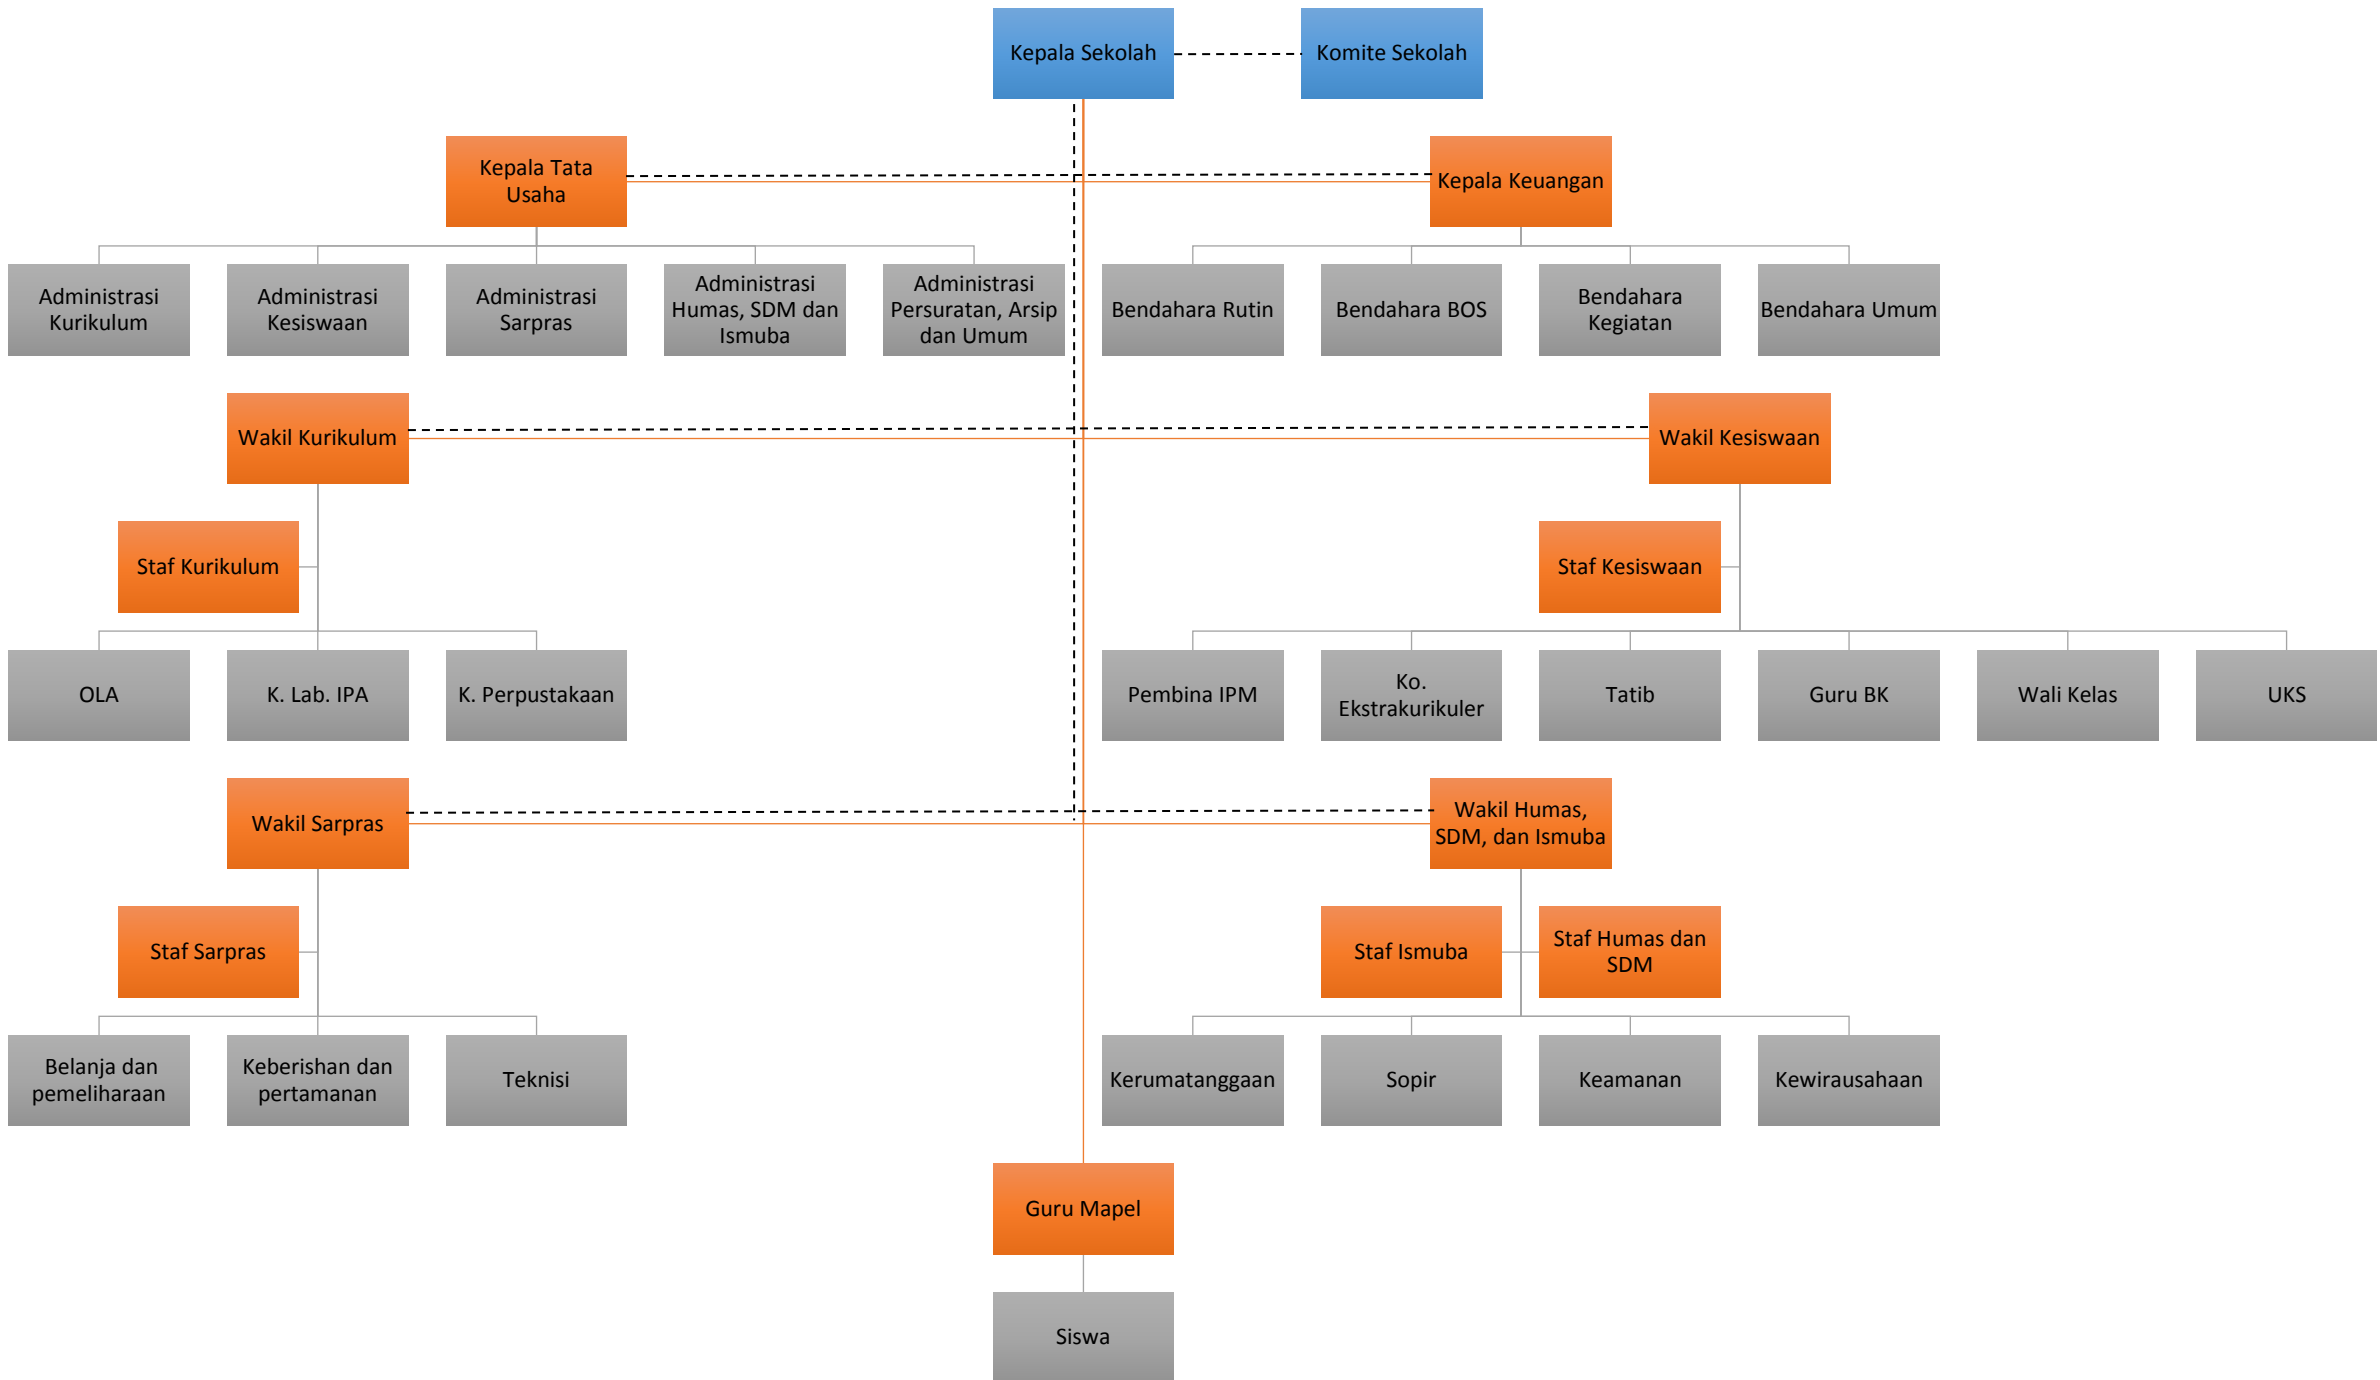 Kepala Sekolah
Komite Sekolah
Kepala Tata
Usaha
Kepala Keuangan
Administrasi
Kurikulum
Administrasi
Kesiswaan
Administrasi
Sarpras
Administrasi
Humas, SDM dan
Ismuba
Administrasi
Persuratan, Arsip
dan Umum
Bendahara Rutin
Bendahara BOS
Bendahara
Kegiatan
Bendahara Umum
Wakil Kurikulum
Wakil Kesiswaan
Staf Kurikulum
Staf Kesiswaan
OLA
K. Lab. IPA
K. Perpustakaan
Pembina IPM
Ko.
Ekstrakurikuler
Tatib
Guru BK
Wali Kelas
UKS
Wakil Sarpras
Wakil Humas,
SDM, dan Ismuba
Staf Sarpras
Staf Ismuba
Staf Humas dan
SDM
Belanja dan
pemeliharaan
Keberishan dan
pertamanan
Teknisi
Kerumatanggaan
Sopir
Keamanan
Kewirausahaan
Guru Mapel
Siswa